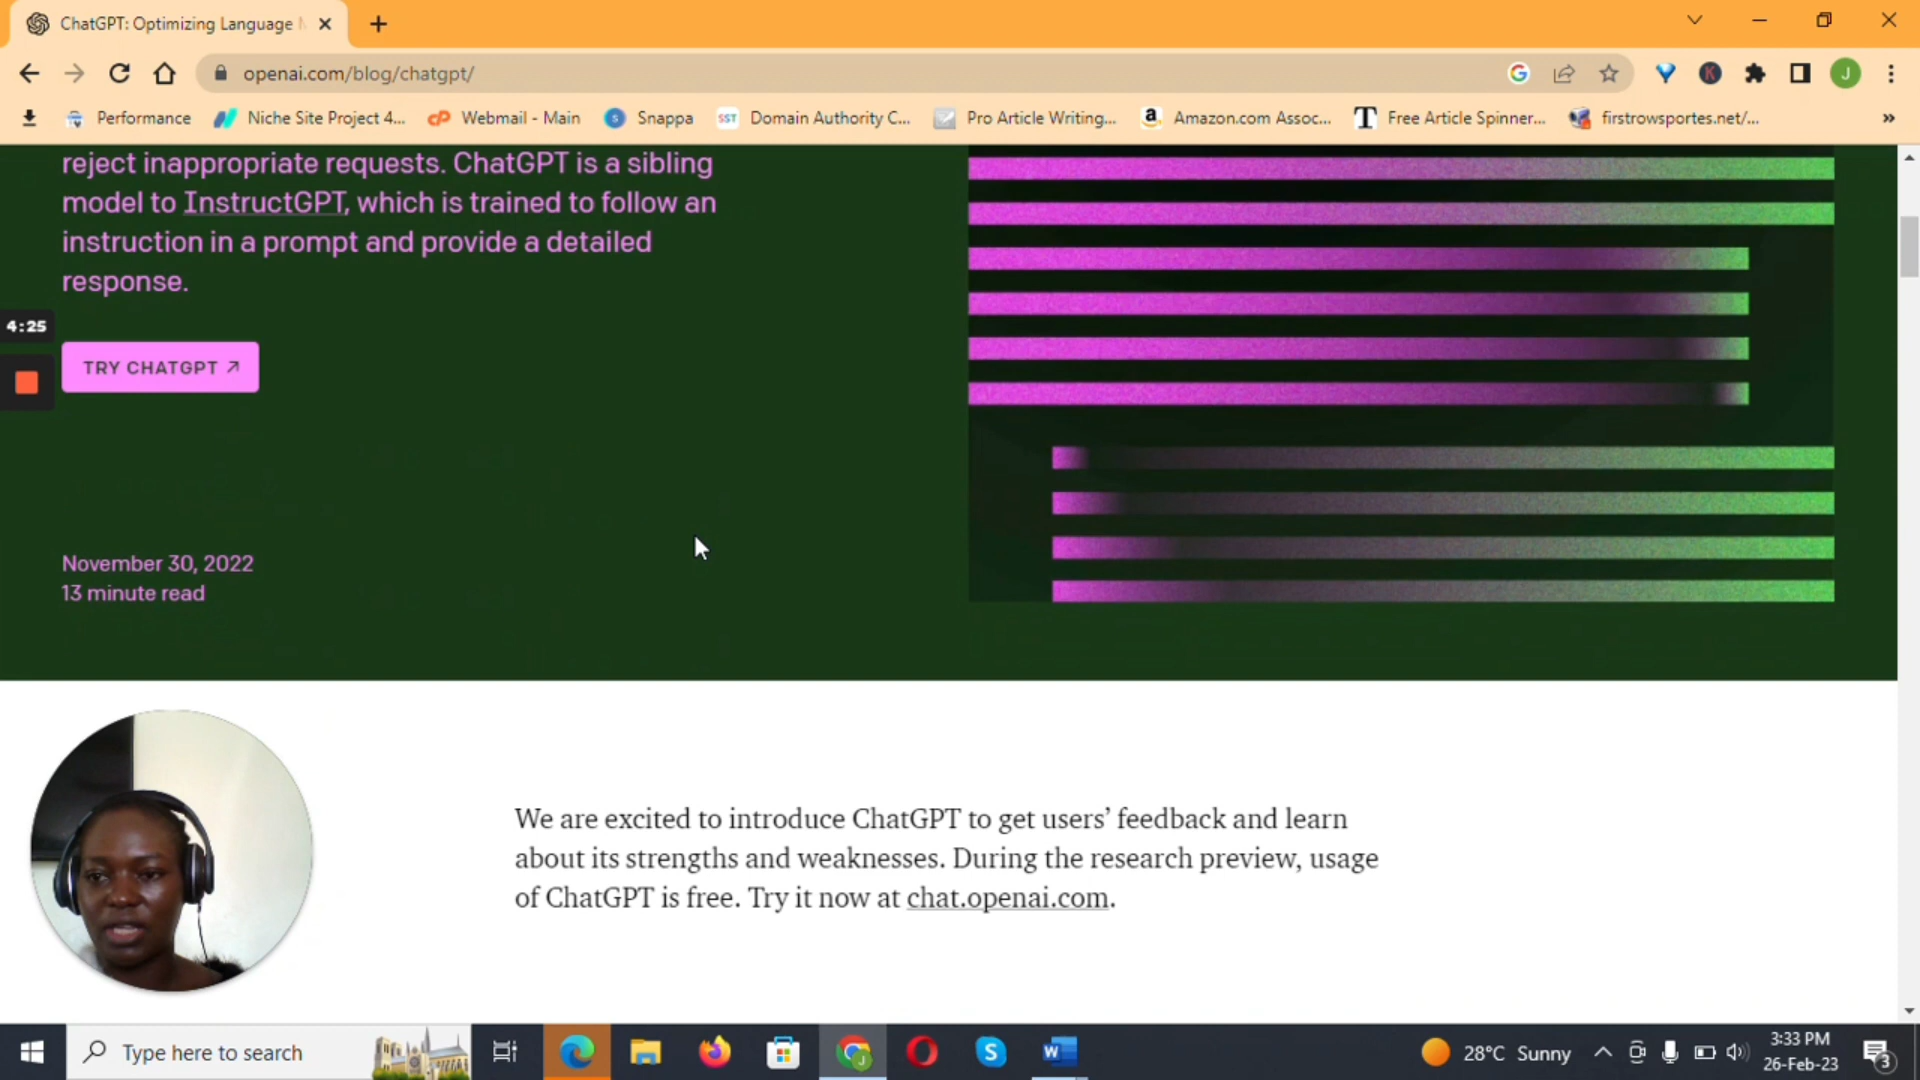 ChatGPT: Optimizing Language
openai.com/blog/chatgpt/
J
Performance
Niche Site Project 4...
Webmail - Main
Snappa
Domain Authority C...
Pro Article Writing...
Amazon.com Assoc...
Free Article Spinner...
firstrowsportes.net/...
reject inappropriate requests. ChatGPT is a sibling
model to InstructGPT, which is trained to follow an
instruction in a prompt and provide a detailed
response.
4:25
TRY CHATGPT ↗
November 30, 2022
13 minute read
We are excited to introduce ChatGPT to get users’ feedback and learn
about its strengths and weaknesses. During the research preview, usage
of ChatGPT is free. Try it now at chat.openai.com.
Type here to search
28°C Sunny
3:33 PM
26-Feb-23
3